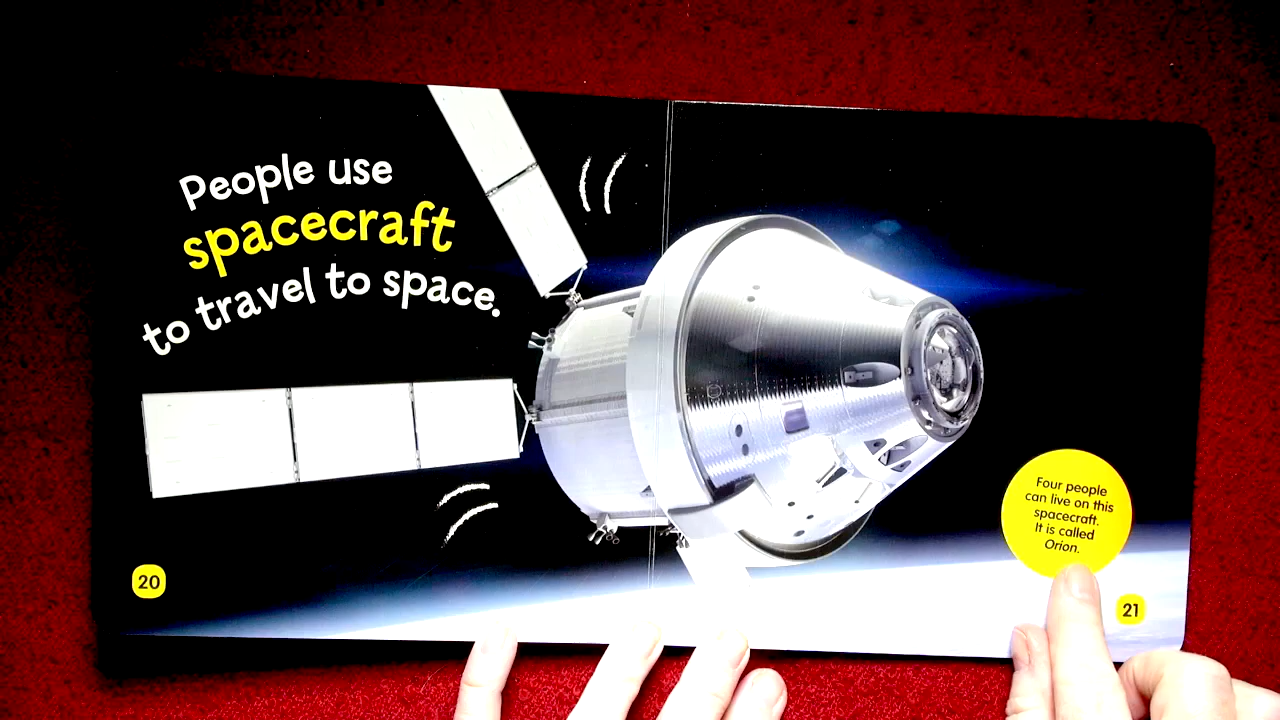 People use
spacecraft
to travel to space.
20
Four people
can live on this
spacecraft.
It is called
Orion.
21